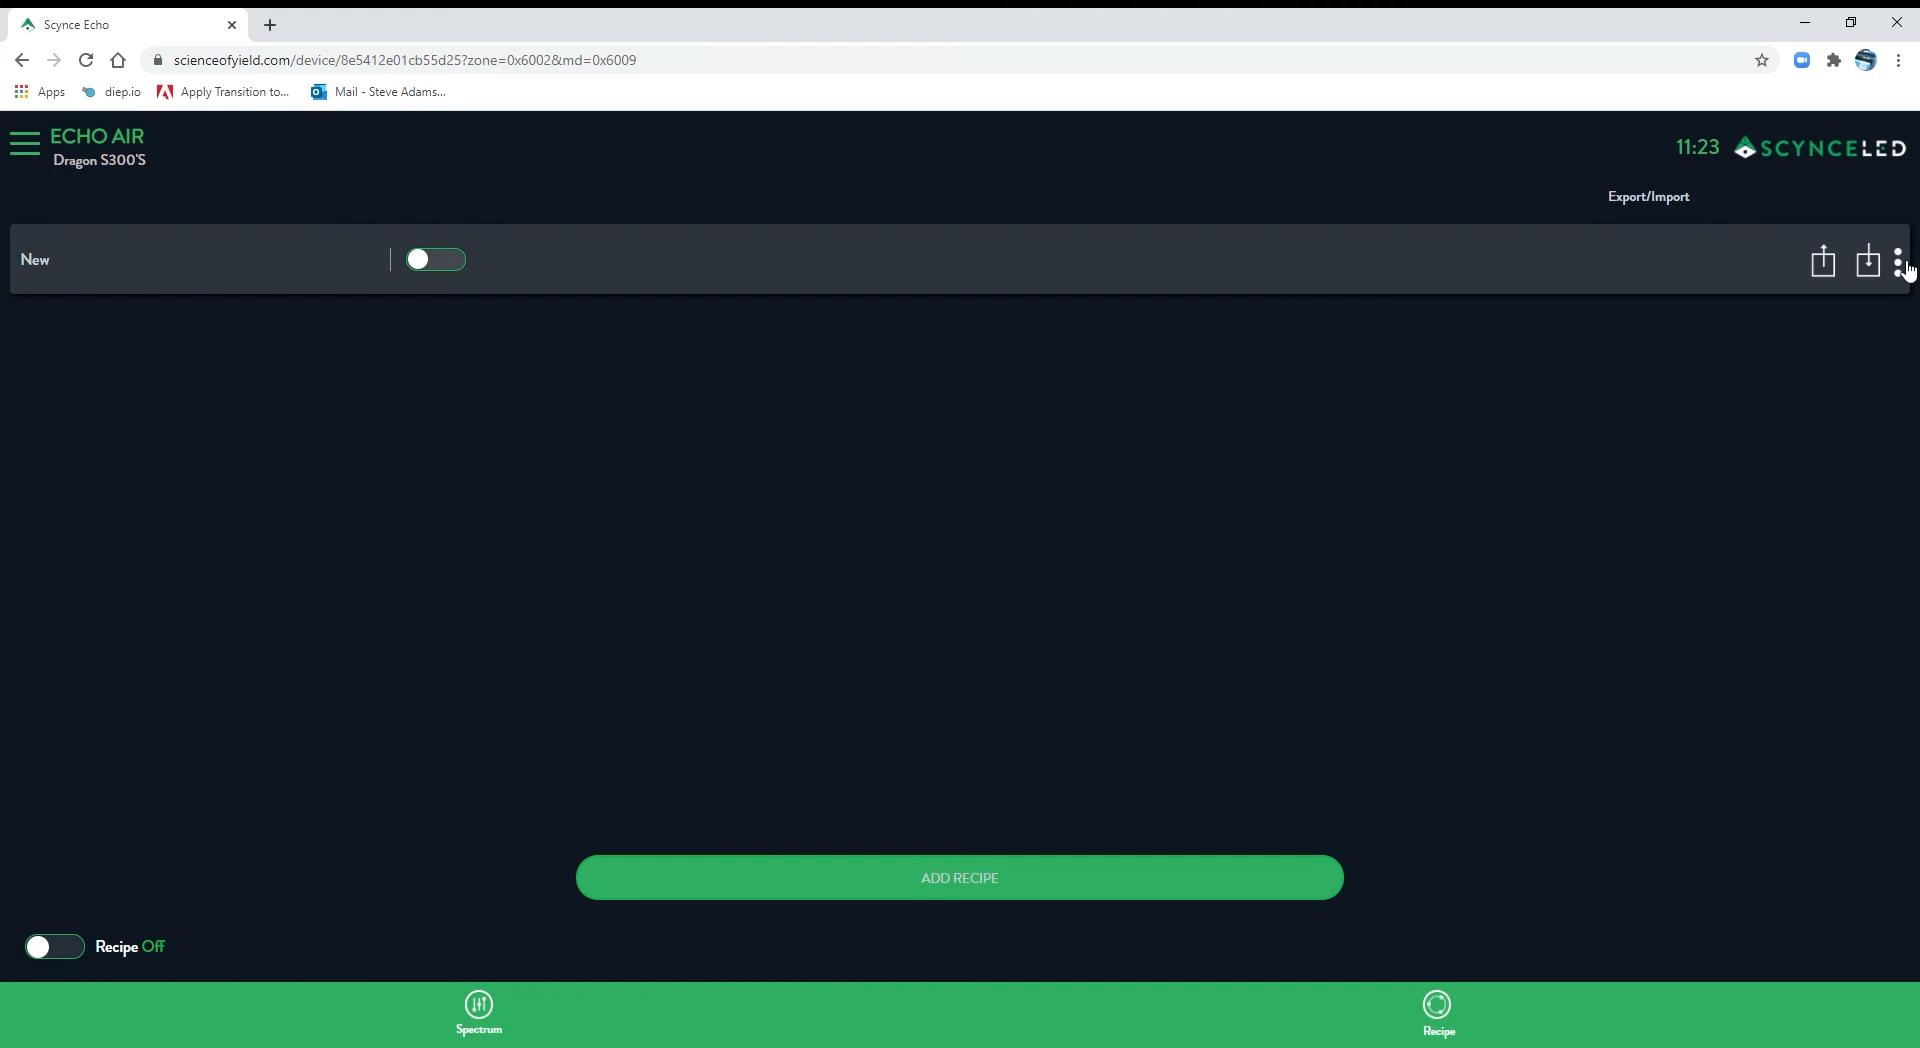 Scynce Echo
scienceofyield.com/device/8e5412e01cb55d25?zone=0x6002&md=0x6009
Apps diep.io Apply Transition to... Mail - Steve Adams...
ECHO AIR
Dragon S300'S
11:23 SCYNCELED
Export/Import
New
ADD RECIPE
Recipe Off
Spectrum
Recipe